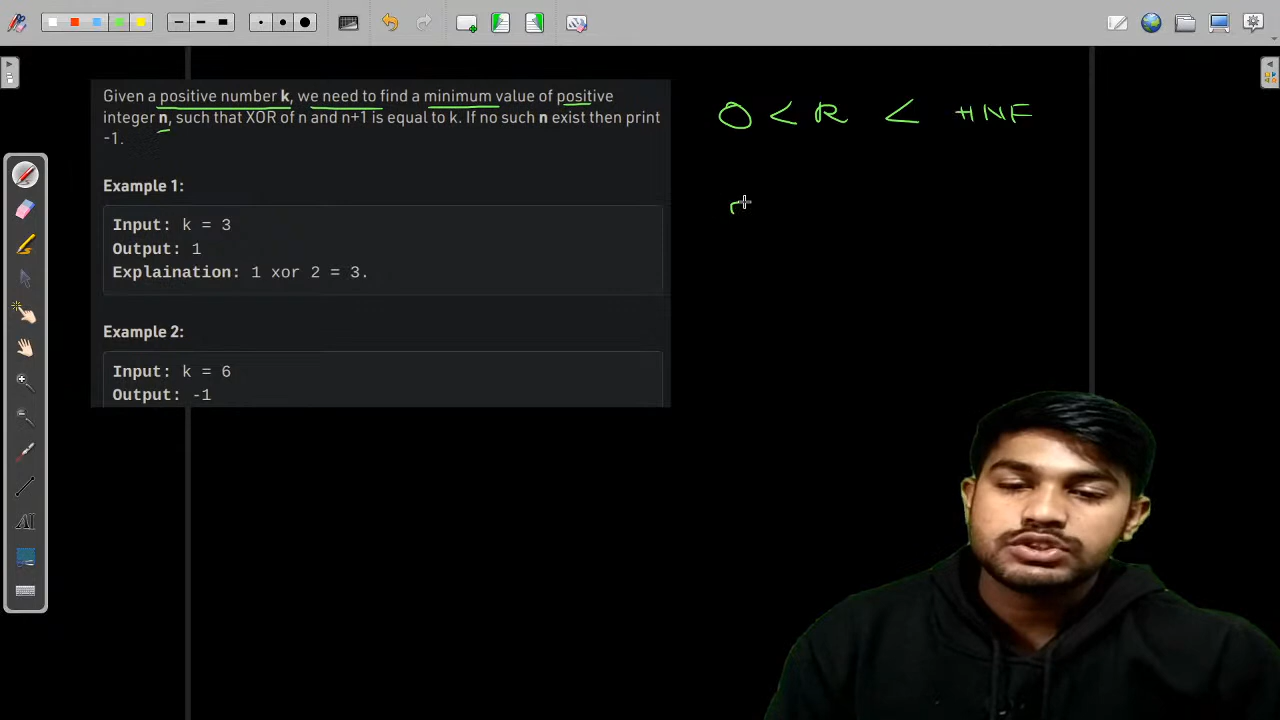 Given a positive number k, we need to find a minimum value of positive
integer n, such that XOR of n and n+1 is equal to k. If no such n exist then print
-1.
Example 1:
Input: k = 3
Output: 1
Explaination: 1 xor 2 = 3.
Example 2:
Input: k = 6
Output: -1
0 < R < INF